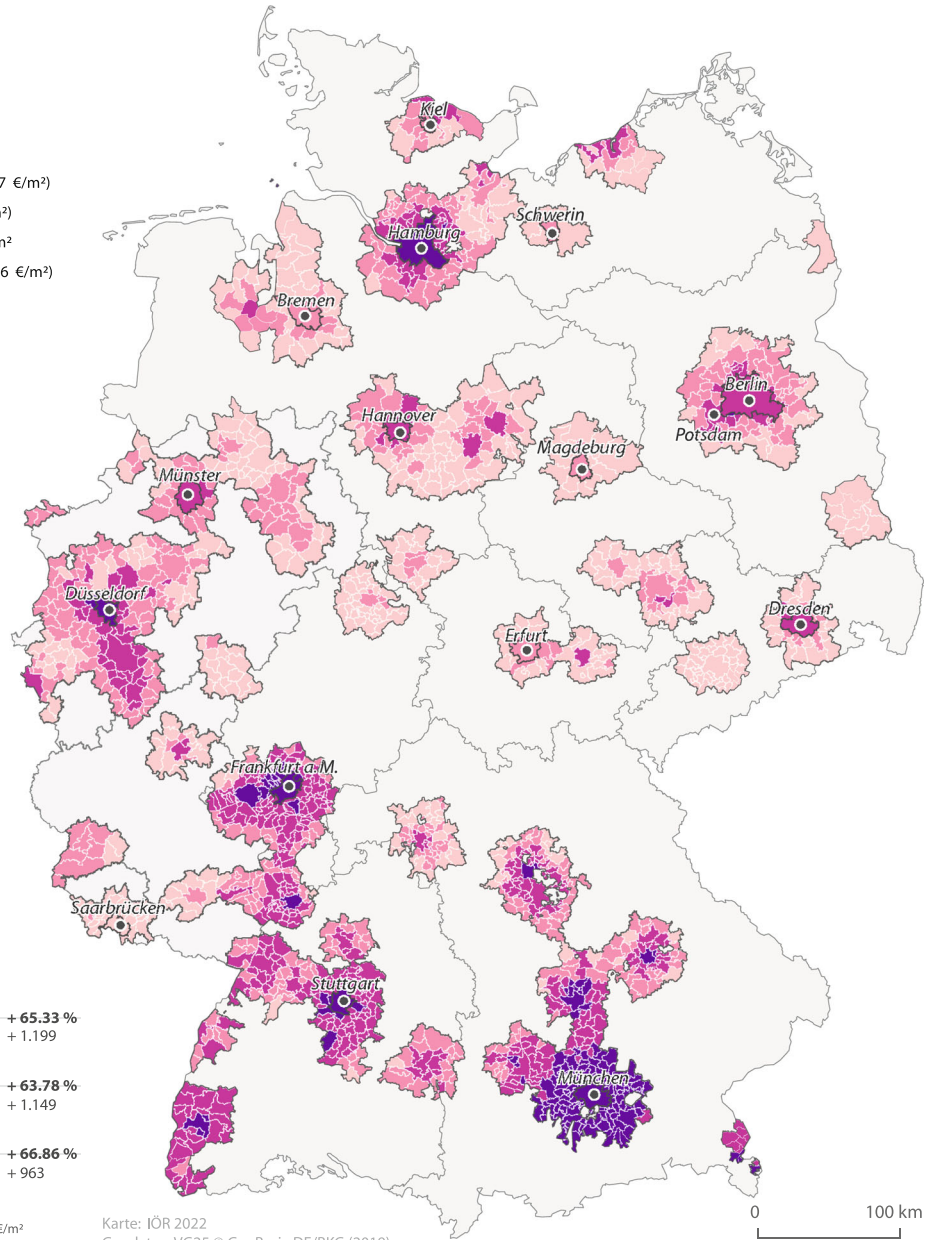 Kiel
7 €/m²)
Schwerin
Hamburg
6 €/m²)
Bremen
Berlin
Hannover
Potsdam
Magdeburg
Münster
Düsseldorf
Dresden
Erfurt
Frankfurt a.M.
Saarbrücken
Stuttgart
+ 65.33 %
+ 1.199
München
+ 63.78 %
+ 1.149
+ 66.86 %
+ 963
0 100 km
€/m²
Karte: IÖR 2022